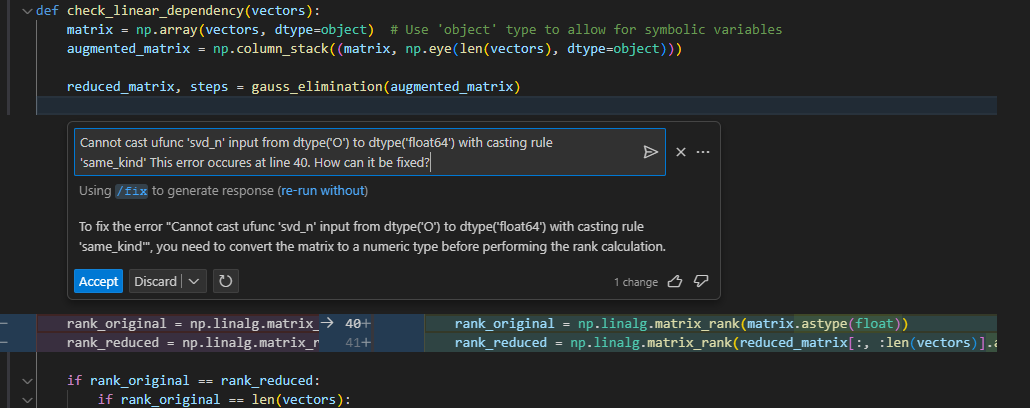 def check_linear_dependency(vectors):
matrix = np.array(vectors, dtype=object)  # Use 'object' type to allow for symbolic variables
augmented_matrix = np.column_stack((matrix, np.eye(len(vectors), dtype=object)))
reduced_matrix, steps = gauss_elimination(augmented_matrix)
Cannot cast ufunc 'svd_n' input from dtype('O') to dtype('float64') with casting rule
'same_kind' This error occures at line 40. How can it be fixed?
Using /fix to generate response (re-run without)
To fix the error "Cannot cast ufunc 'svd_n' input from dtype('O') to dtype('float64') with casting rule
'same_kind'", you need to convert the matrix to a numeric type before performing the rank calculation.
Accept Discard 1 change
rank_original = np.linalg.matrix_ 40+ rank_original = np.linalg.matrix_rank(matrix.astype(float))
rank_reduced = np.linalg.matrix_r 41+ rank_reduced = np.linalg.matrix_rank(reduced_matrix[:, :len(vectors)].a
if rank_original == rank_reduced:
if rank_original == len(vectors):